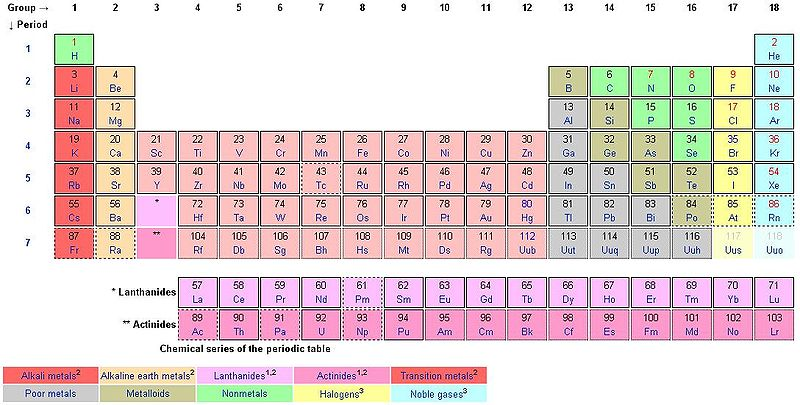 Group → 1 2 3 4 5 6 7 8 9 10 11 12 13 14 15 16 17 18
↓ Period
1 1 2
H He
2 3 4 5 6 7 8 9 10
Li Be B C N O F Ne
3 11 12 13 14 15 16 17 18
Na Mg Al Si P S Cl Ar
4 19 20 21 22 23 24 25 26 27 28 29 30 31 32 33 34 35 36
K Ca Sc Ti V Cr Mn Fe Co Ni Cu Zn Ga Ge As Se Br Kr
5 37 38 39 40 41 42 43 44 45 46 47 48 49 50 51 52 53 54
Rb Sr Y Zr Nb Mo Tc Ru Rh Pd Ag Cd In Sn Sb Te I Xe
6 55 56 * 72 73 74 75 76 77 78 79 80 81 82 83 84 85 86
Cs Ba Hf Ta W Re Os Ir Pt Au Hg Tl Pb Bi Po At Rn
7 87 88 ** 104 105 106 107 108 109 110 111 112 113 114 115 116 117 118
Fr Ra Rf Db Sg Bh Hs Mt Ds Rg Uub Uut Uuq Uup Uuh Uus Uuo
* Lanthanides 57 58 59 60 61 62 63 64 65 66 67 68 69 70 71
La Ce Pr Nd Pm Sm Eu Gd Tb Dy Ho Er Tm Yb Lu
** Actinides 89 90 91 92 93 94 95 96 97 98 99 100 101 102 103
Ac Th Pa U Np Pu Am Cm Bk Cf Es Fm Md No Lr
Chemical series of the periodic table
Alkali metals2 Alkaline earth metals2 Lanthanides1,2 Actinides1,2 Transition metals2
Poor metals Metalloids Nonmetals Halogens3 Noble gases3